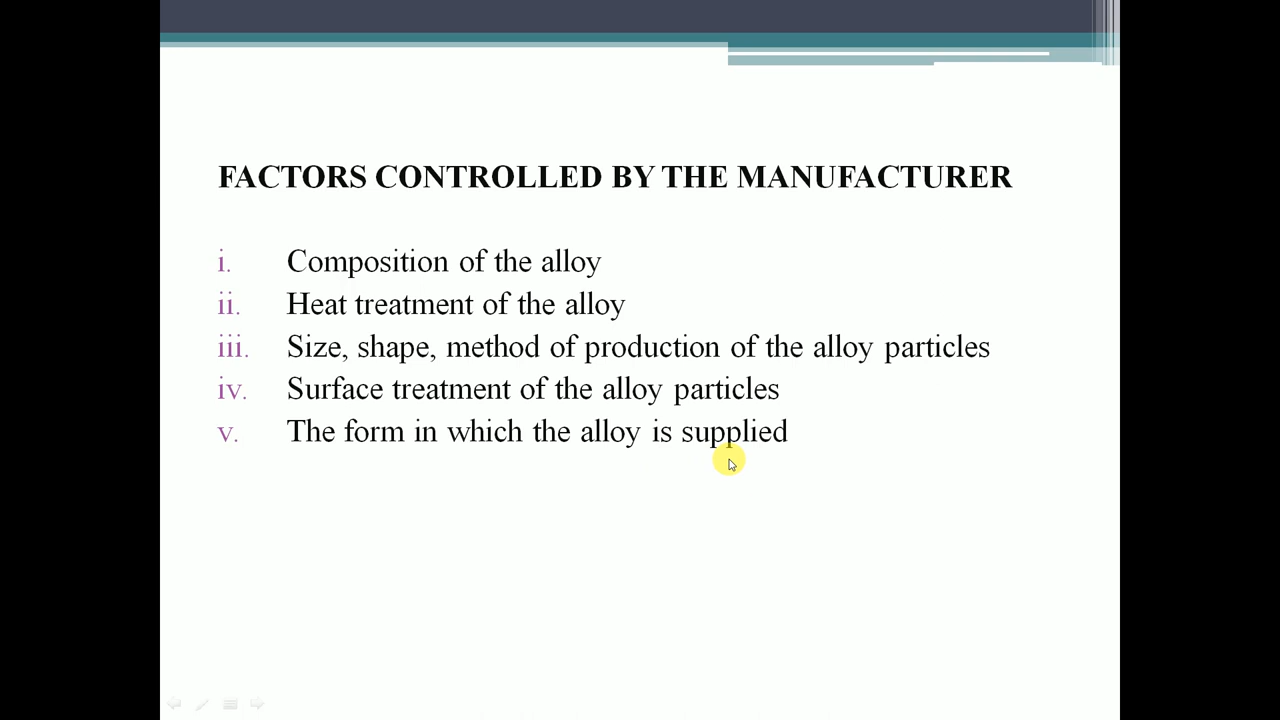 FACTORS CONTROLLED BY THE MANUFACTURER
i. Composition of the alloy
ii. Heat treatment of the alloy
iii. Size, shape, method of production of the alloy particles
iv. Surface treatment of the alloy particles
v. The form in which the alloy is supplied